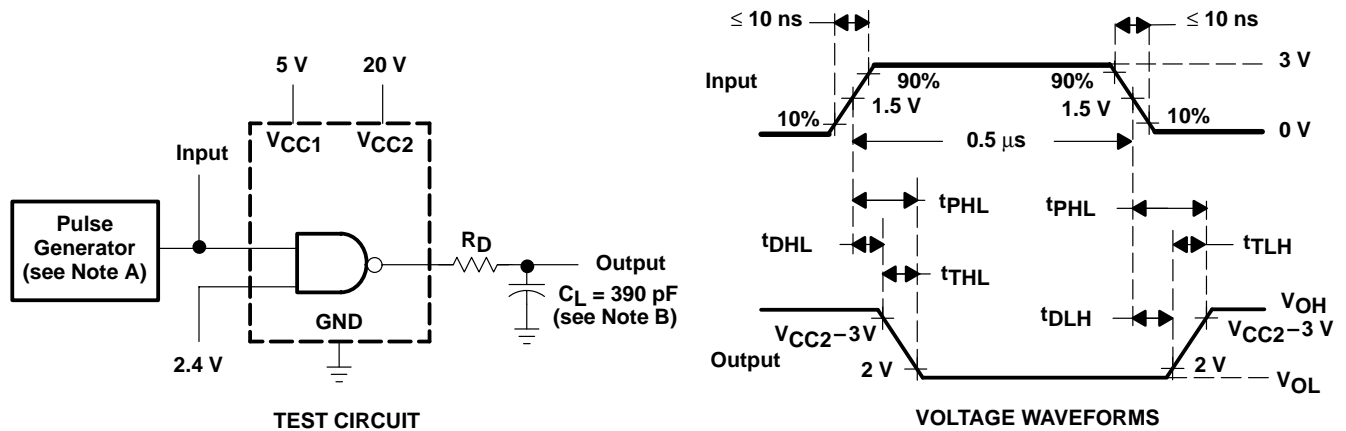 5 V
20 V
VCC1
VCC2
Input
Pulse
Generator
(see Note A)
2.4 V
GND
RD
Output
CL = 390 pF
(see Note B)
TEST CIRCUIT
≤ 10 ns
≤ 10 ns
Input
3 V
90%
90%
1.5 V
1.5 V
10%
10%
0 V
0.5 μs
tPHL
tPHL
tDHL
tTLH
tTHL
tDLH
VOH
VCC2−3 V
VCC2−3 V
Output
2 V
2 V
VOL
VOLTAGE WAVEFORMS